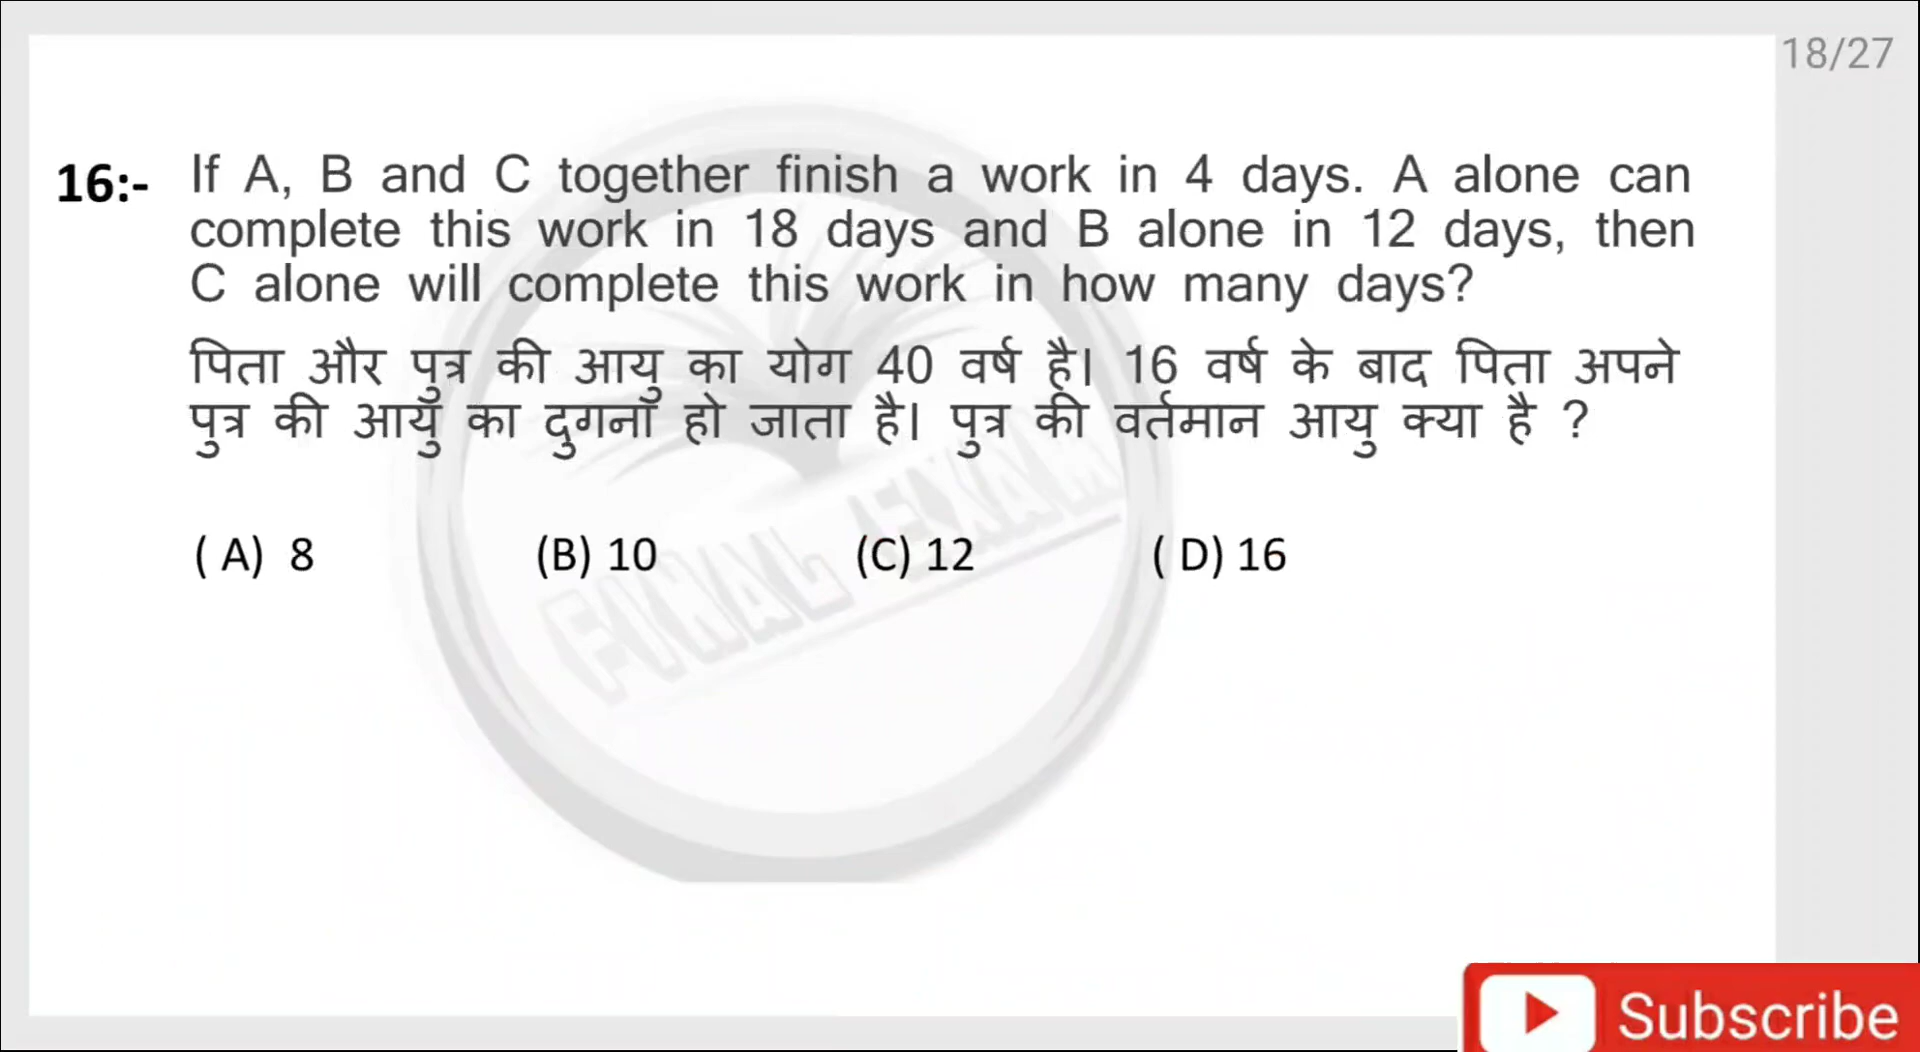 18/27
16:- If A, B and C together finish a work in 4 days. A alone can
complete this work in 18 days and B alone in 12 days, then
C alone will complete this work in how many days?
पिता और पुत्र की आयु का योग 40 वर्ष है। 16 वर्ष के बाद पिता अपने
पुत्र की आयु का दुगना हो जाता है। पुत्र की वर्तमान आयु क्या है ?
( A) 8 (B) 10 (C) 12 ( D) 16
FINAL EXAM
Subscribe